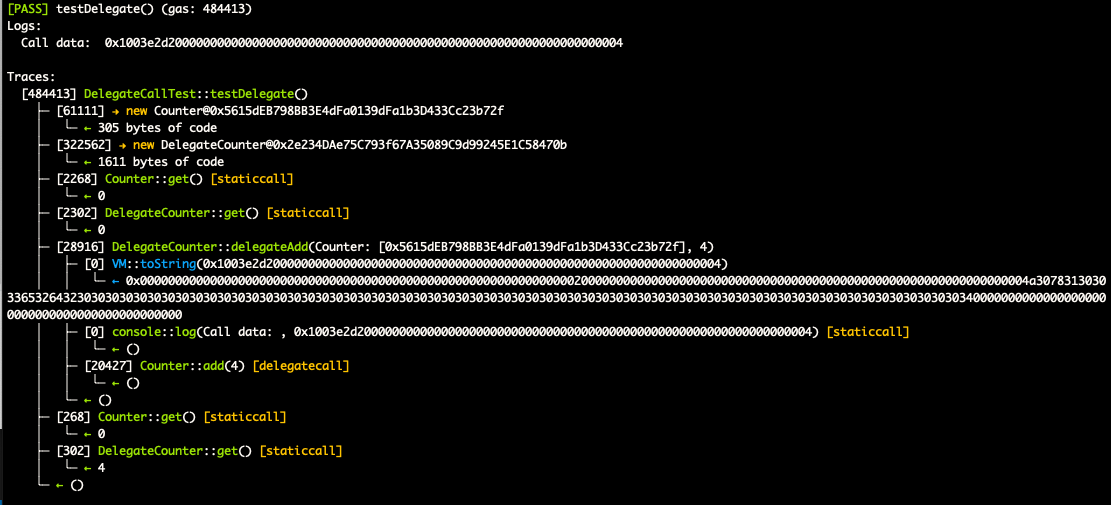 [PASS] testDelegate() (gas: 484413)
Logs:
  Call data:  0x1003e2d20000000000000000000000000000000000000000000000000000000000000004

Traces:
  [484413] DelegateCallTest::testDelegate()
    ├─ [61111] → new Counter@0x5615dEB798BB3E4dFa0139dFa1b3D433Cc23b72f
    │   └─ ← 305 bytes of code
    ├─ [322562] → new DelegateCounter@0x2e234DAe75C793f67A35089C9d99245E1C58470b
    │   └─ ← 1611 bytes of code
    ├─ [2268] Counter::get() [staticcall]
    │   └─ ← 0
    ├─ [2302] DelegateCounter::get() [staticcall]
    │   └─ ← 0
    ├─ [28916] DelegateCounter::delegateAdd(Counter: [0x5615dEB798BB3E4dFa0139dFa1b3D433Cc23b72f], 4)
    │   ├─ [0] VM::toString(0x1003e2d20000000000000000000000000000000000000000000000000000000000000004)
    │   │   └─ ← 0x0000000000000000000000000000000000000000000000000000000000000020000000000000000000000000000000000000000000000000000000000000004a3078313030
3365326432303030303030303030303030303030303030303030303030303030303030303030303030303030303030303030303030303030303030303030303030303030340000000000000000000
0000000000000000000000000
    │   ├─ [0] console::log(Call data: , 0x1003e2d20000000000000000000000000000000000000000000000000000000000000004) [staticcall]
    │   │   └─ ← ()
    │   ├─ [20427] Counter::add(4) [delegatecall]
    │   │   └─ ← ()
    │   └─ ← ()
    ├─ [268] Counter::get() [staticcall]
    │   └─ ← 0
    ├─ [302] DelegateCounter::get() [staticcall]
    │   └─ ← 4
    └─ ← ()